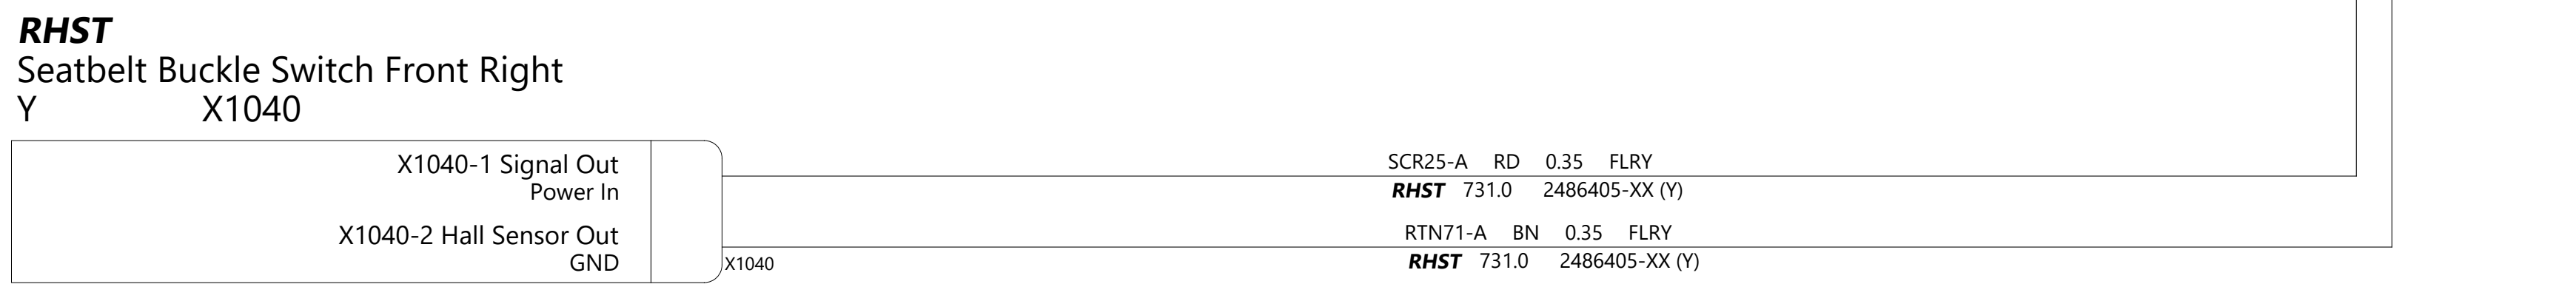 RHST
Seatbelt Buckle Switch Front Right
Y X1040
X1040-1 Signal Out
Power In
X1040-2 Hall Sensor Out
GND
X1040
SCR25-A RD 0.35 FLRY
RHST 731.0 2486405-XX (Y)
RTN71-A BN 0.35 FLRY
RHST 731.0 2486405-XX (Y)